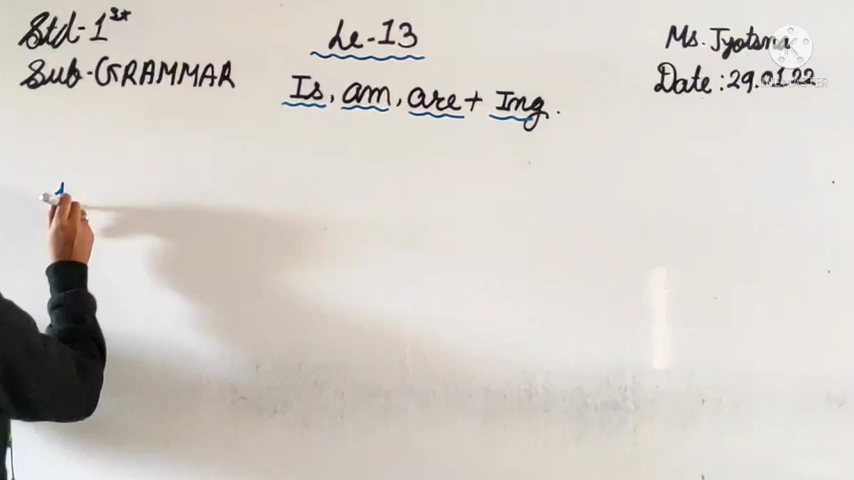 Std-1st
Sub-GRAMMAR
Le-13
Is, am, are + Ing.
Ms. Jyotsna
Date : 29.01.22